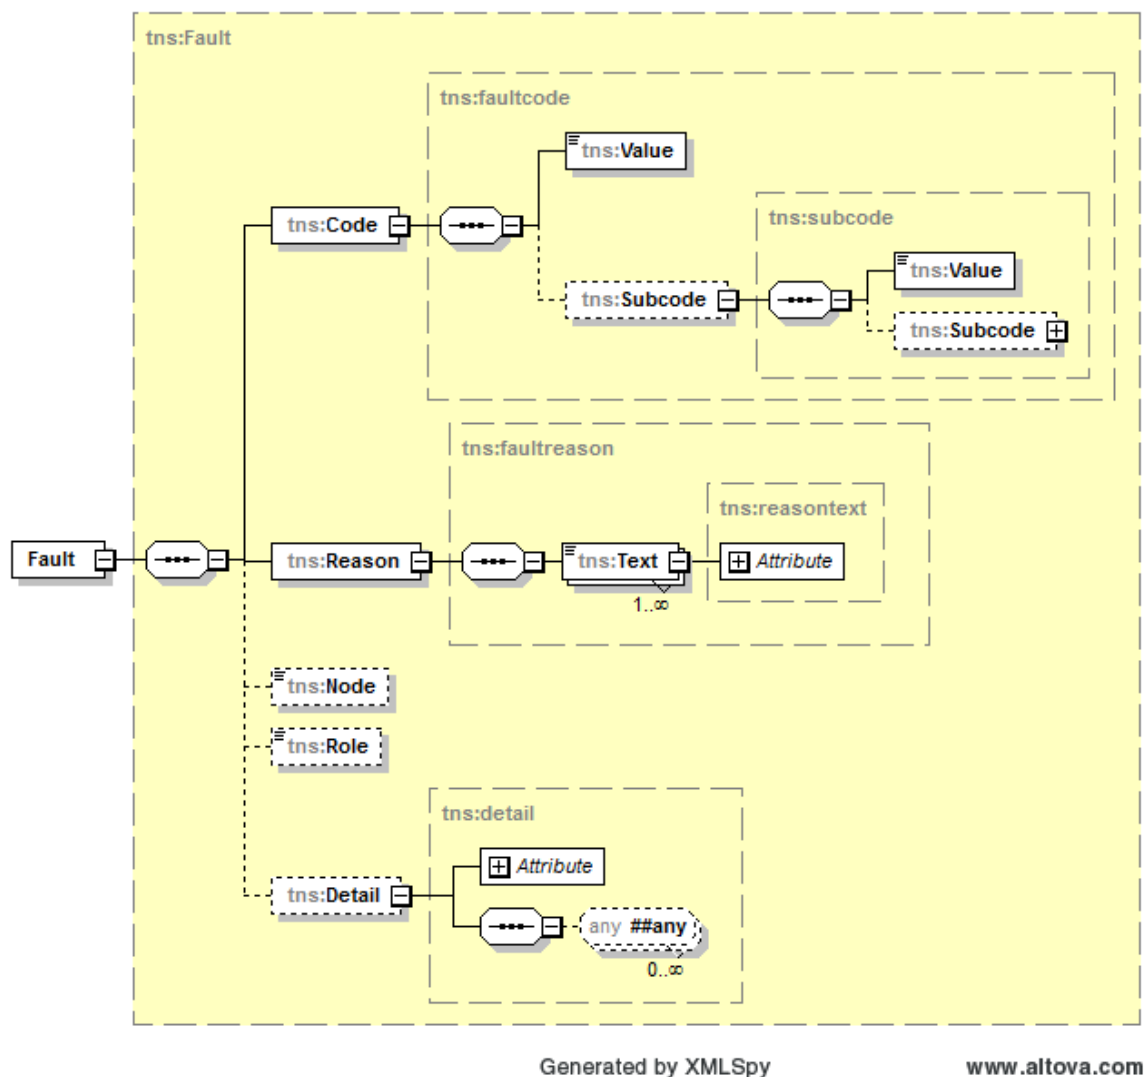 tns:Fault
tns:faultcode
tns:Value
tns:subcode
tns:Code
tns:Value
tns:Subcode
tns:Subcode
tns:faultreason
tns:reasontext
Fault
tns:Reason
tns:Text
Attribute
1..∞
tns:Node
tns:Role
tns:detail
Attribute
tns:Detail
any ##any
0..∞
Generated by XMLSpy www.altova.com